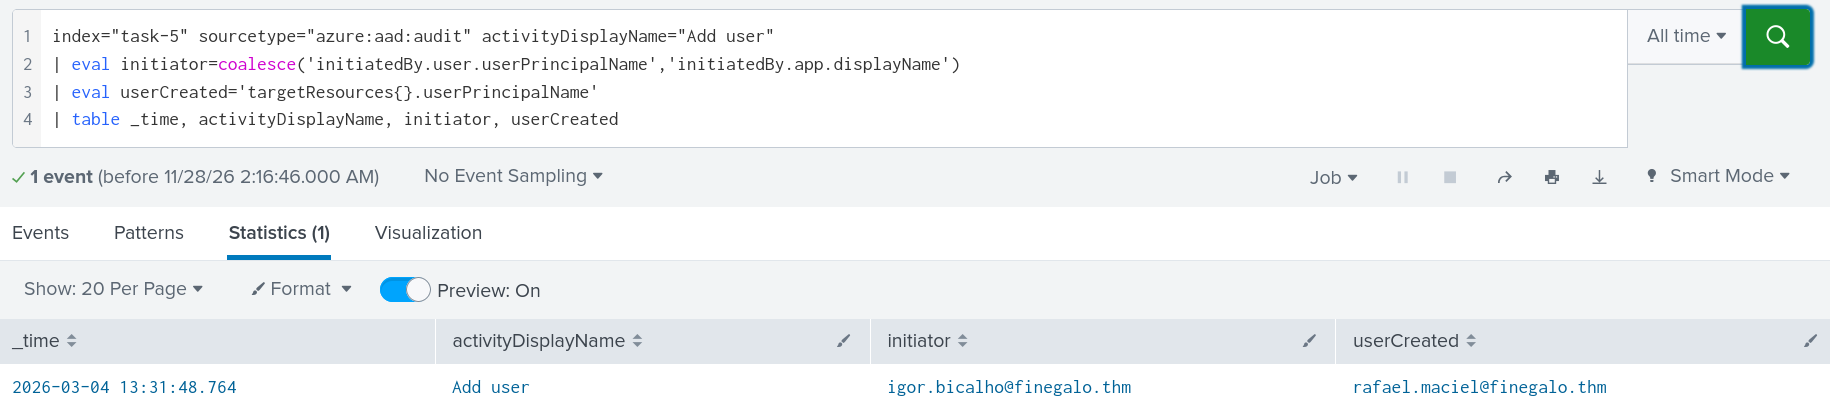 1 index="task-5" sourcetype="azure:aad:audit" activityDisplayName="Add user"
2 | eval initiator=coalesce('initiatedBy.user.userPrincipalName','initiatedBy.app.displayName')
3 | eval userCreated='targetResources{}.userPrincipalName'
4 | table _time, activityDisplayName, initiator, userCreated
All time
1 event (before 11/28/26 2:16:46.000 AM) No Event Sampling Job Smart Mode
Events Patterns Statistics (1) Visualization
Show: 20 Per Page Format Preview: On
_time activityDisplayName initiator userCreated
2026-03-04 13:31:48.764 Add user igor.bicalho@finegalo.thm rafael.maciel@finegalo.thm